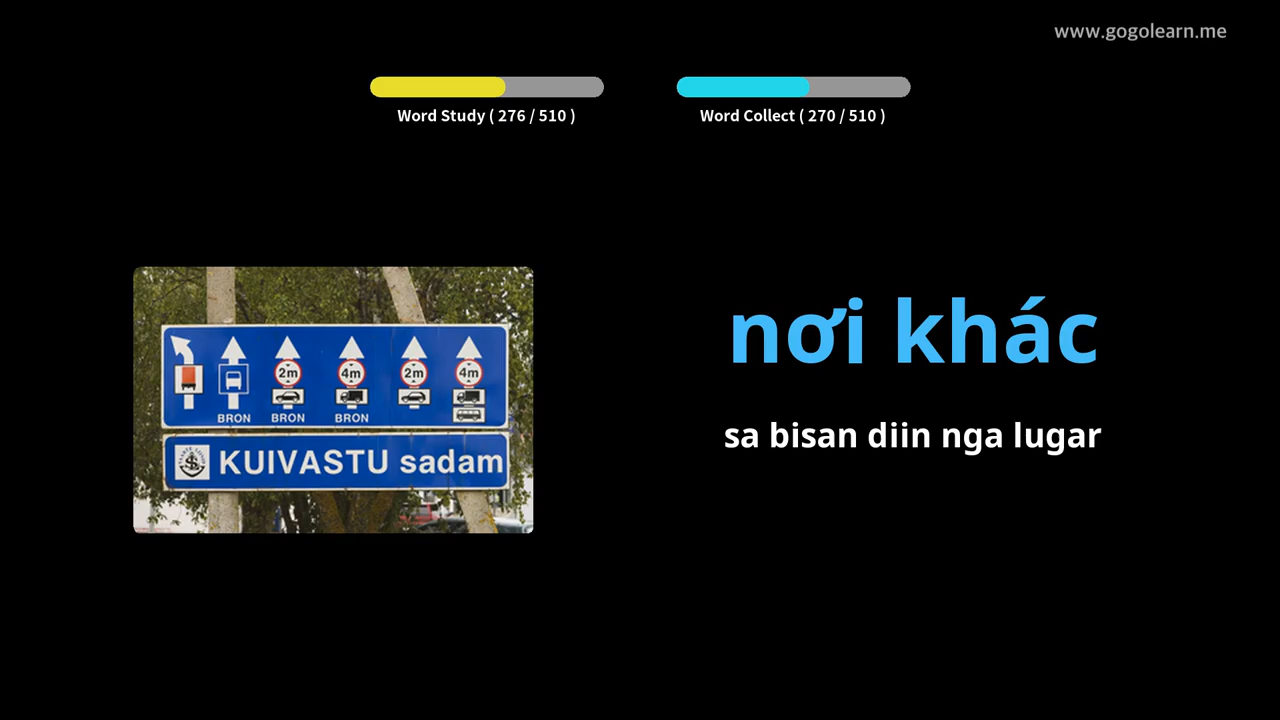 www.gogolearn.me
Word Study ( 276 / 510 )
Word Collect ( 270 / 510 )
2m
4m
2m
4m
BRON
BRON
BRON
KUIVASTU sadam
nơi khác
sa bisan diin nga lugar